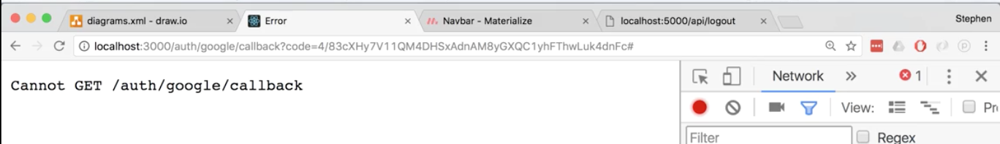 diagrams.xml - draw.io
Error
Navbar - Materialize
localhost:5000/api/logout
Stephen
localhost:3000/auth/google/callback?code=4/83cXHy7V11QM4DHSxAdnAM8yGXQC1yhFThwLuk4dnFc#
Cannot GET /auth/google/callback
Network
1
View:
Pr
Filter
Regex